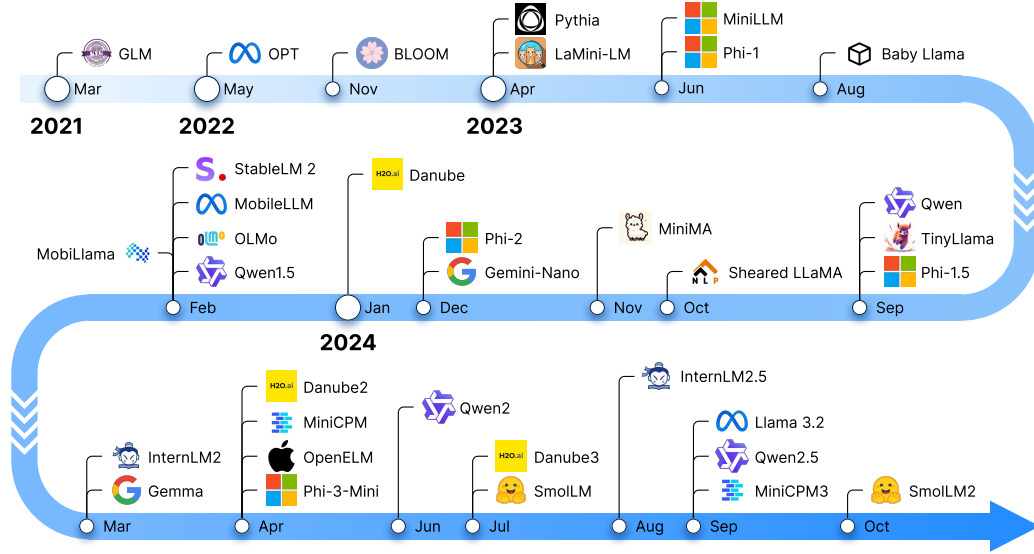 Pythia
MiniLLM
GLM
OPT
BLOOM
LaMini-LM
Phi-1
Baby Llama
Mar
May
Nov
Apr
Jun
Aug
2021
2022
2023
StableLM 2
H2O.ai
Danube
MobileLLM
Qwen
MiniMA
OLMo
Phi-2
TinyLlama
MobiLlama
Qwen1.5
Gemini-Nano
NLP
Sheared LLaMA
Phi-1.5
Feb
Jan
Dec
Nov
Oct
Sep
2024
InternLM2.5
H2O.ai
Danube2
Qwen2
MiniCPM
Llama 3.2
InternLM2
OpenELM
H2O.ai
Danube3
Qwen2.5
Gemma
Phi-3-Mini
SmolLM
MiniCPM3
SmolLM2
Mar
Apr
Jun
Jul
Aug
Sep
Oct